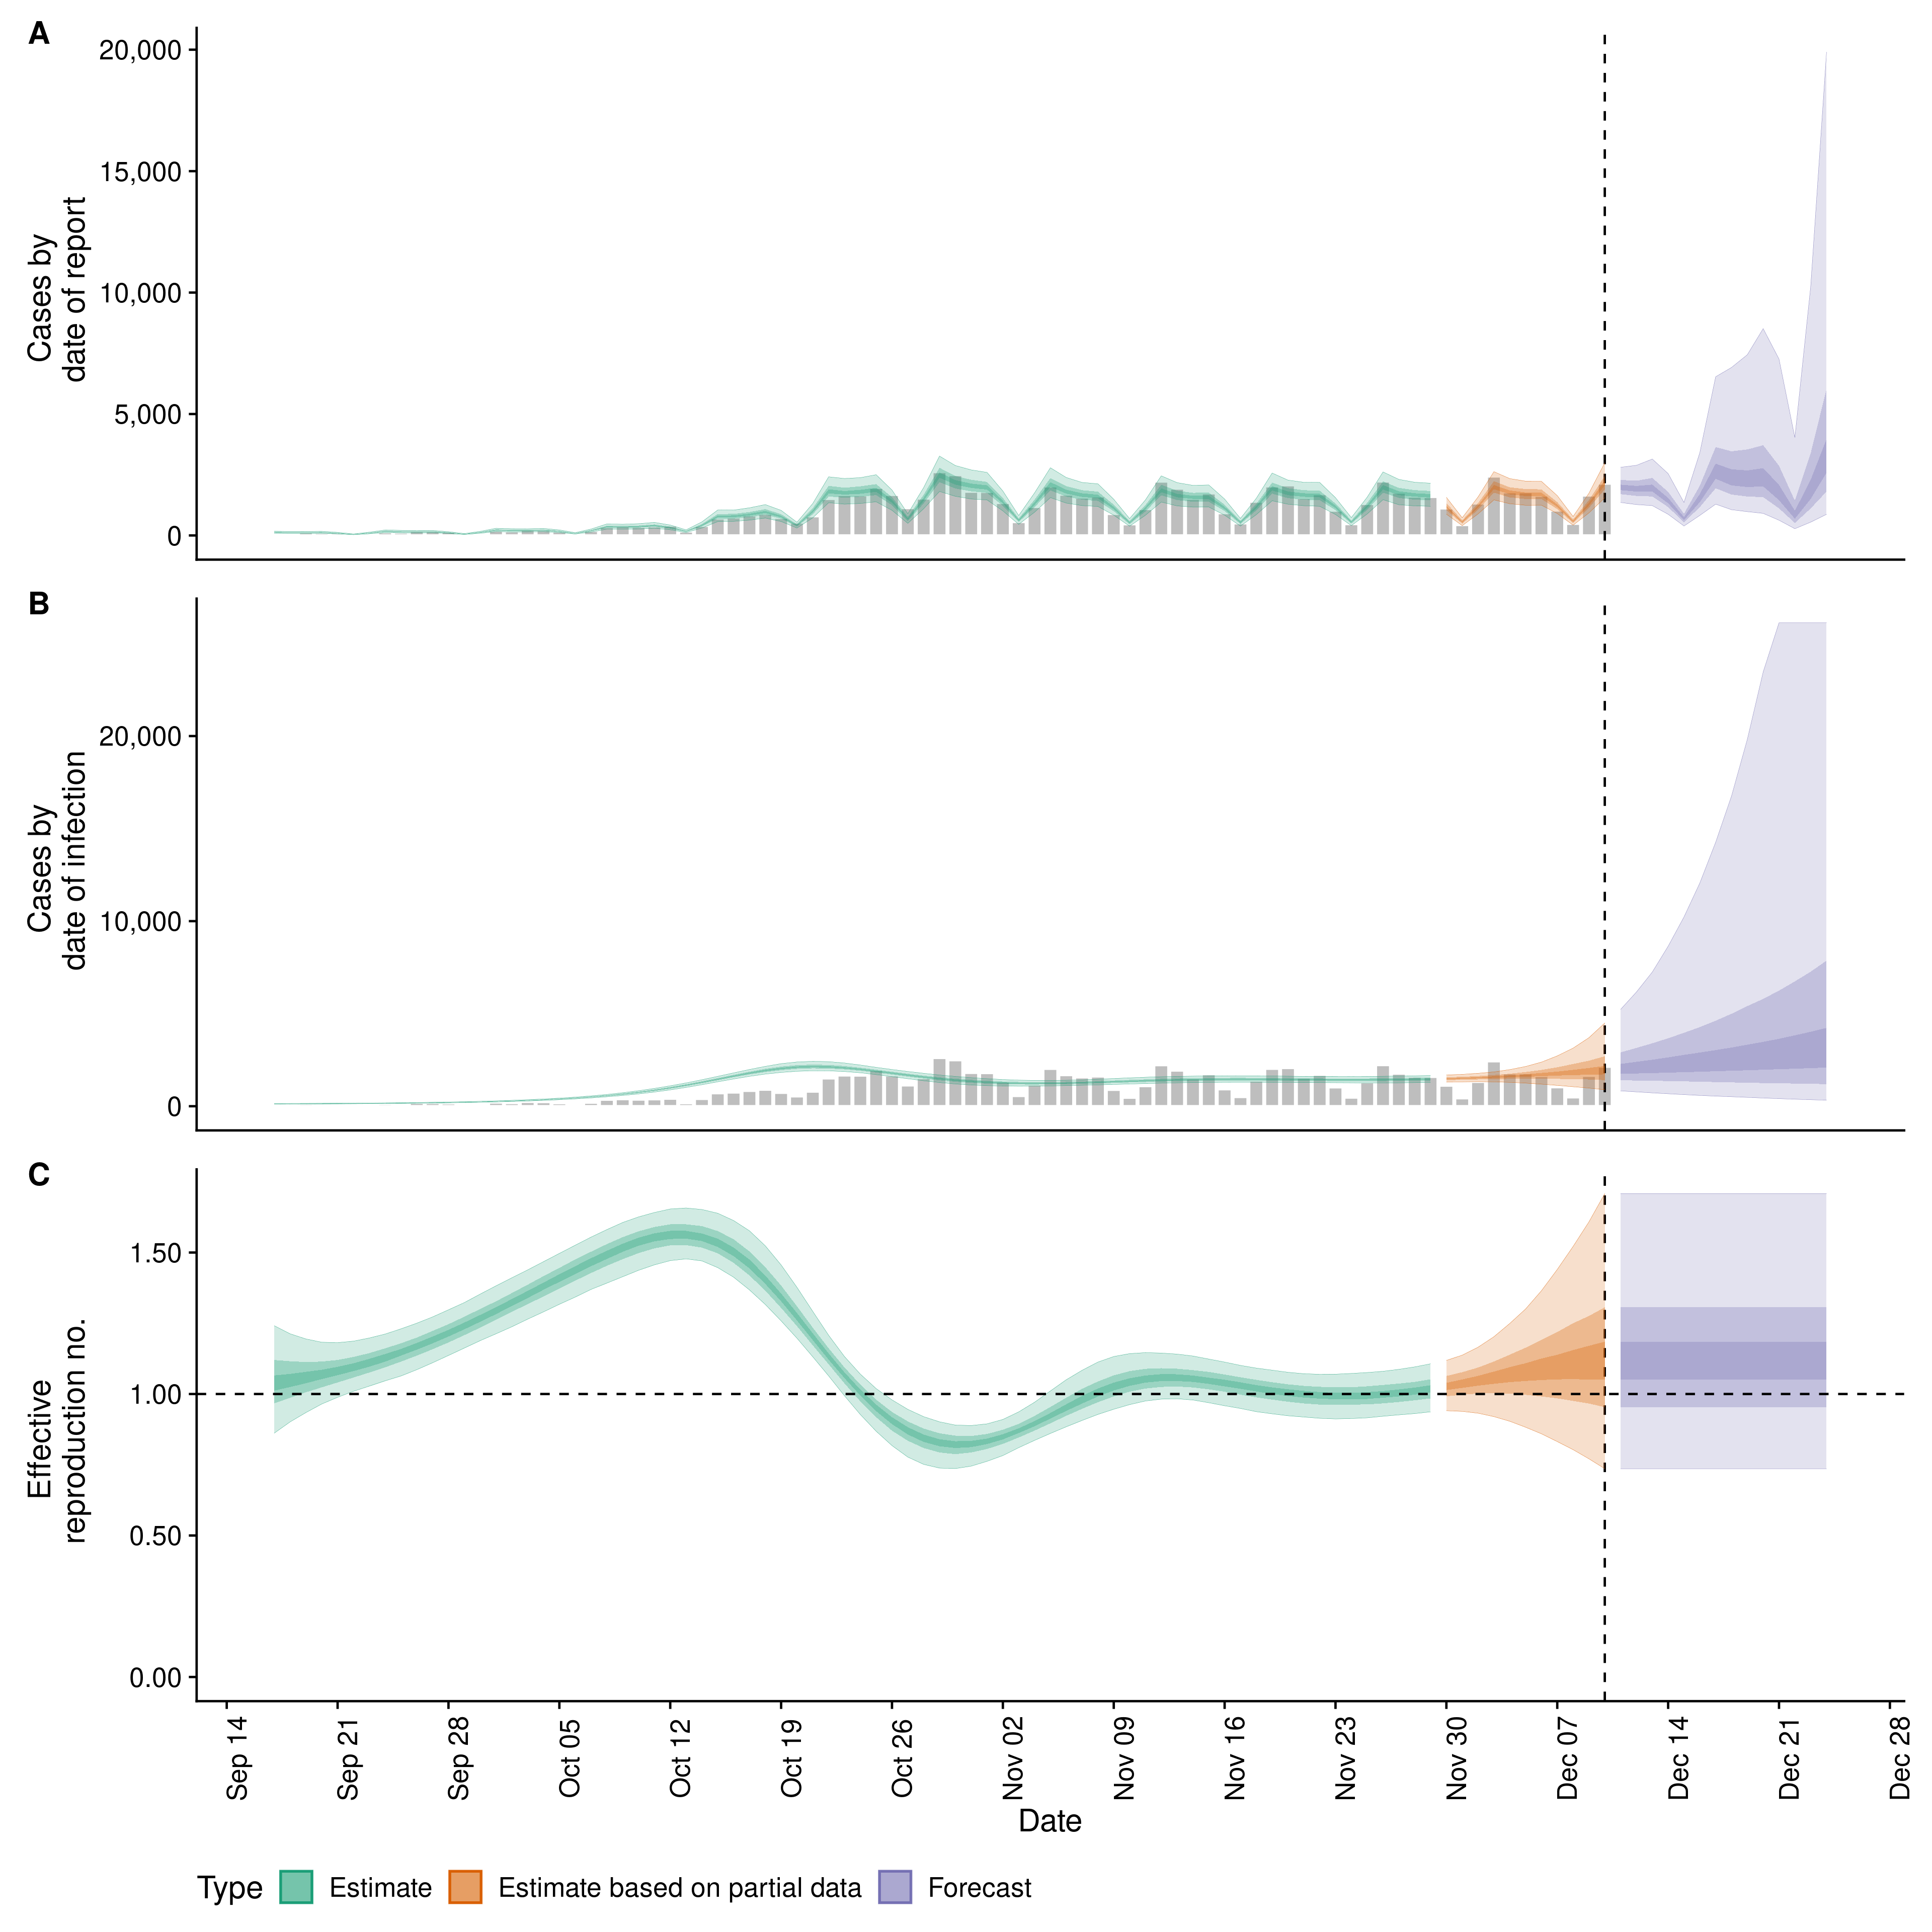 A
20,000
15,000
10,000
5,000
0
Cases by
date of report
B
20,000
10,000
0
Cases by
date of infection
C
1.50
1.00
0.50
0.00
Effective
reproduction no.
Sep 14
Sep 21
Sep 28
Oct 05
Oct 12
Oct 19
Oct 26
Nov 02
Nov 09
Nov 16
Nov 23
Nov 30
Dec 07
Dec 14
Dec 21
Dec 28
Date
Type
Estimate
Estimate based on partial data
Forecast